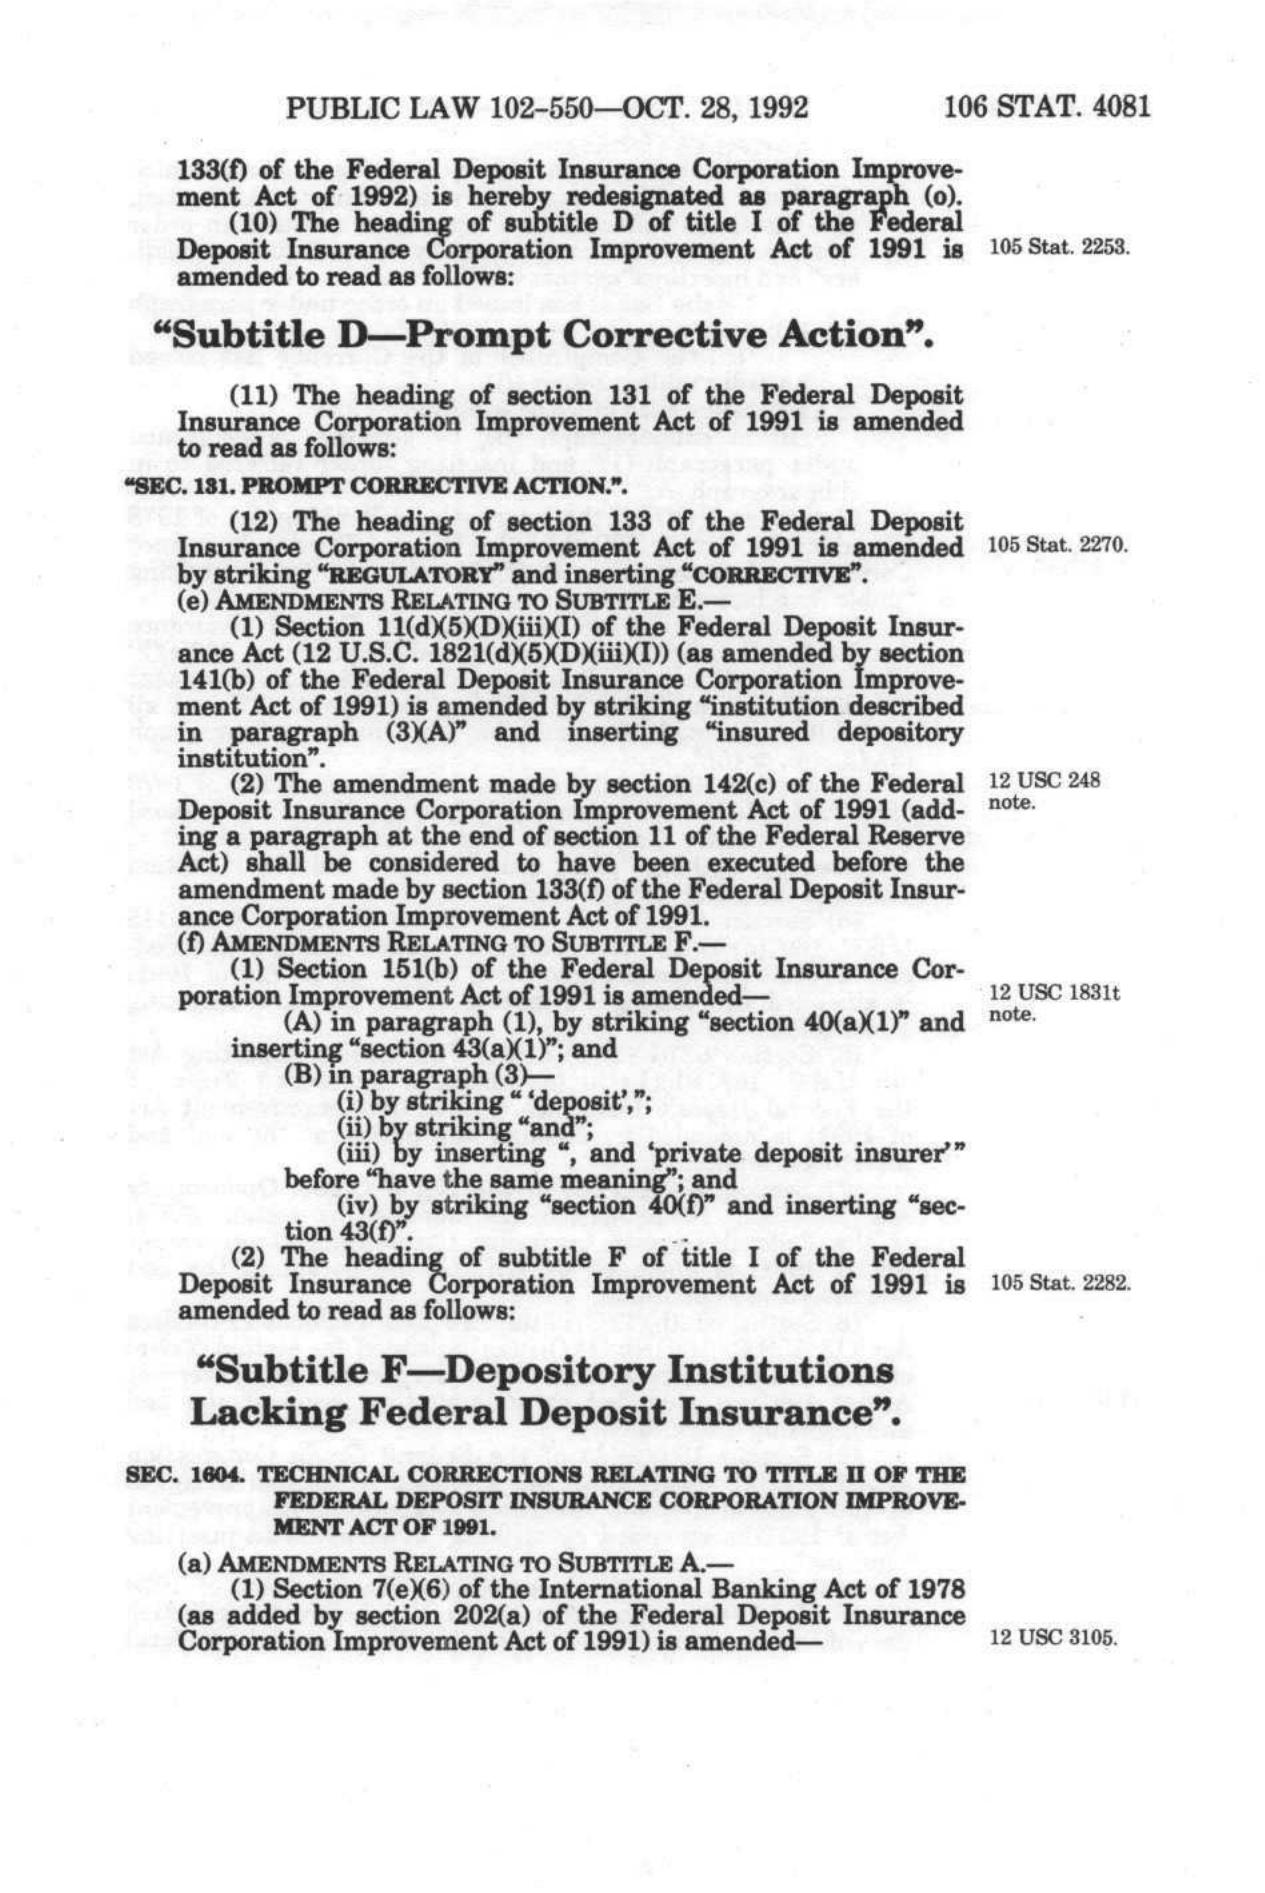 PUBLIC LAW 102-550—OCT. 28, 1992 106 STAT. 4081
133(f) of the Federal Deposit Insurance Corporation Improve-
ment Act of 1992) is hereby redesignated as paragraph (o).
(10) The heading of subtitle D of title I of the Federal
Deposit Insurance Corporation Improvement Act of 1991 is 105 Stat. 2253.
amended to read as follows:
“Subtitle D—Prompt Corrective Action”.
(11) The heading of section 131 of the Federal Deposit
Insurance Corporation Improvement Act of 1991 is amended
to read as follows:
“SEC. 131. PROMPT CORRECTIVE ACTION.”.
(12) The heading of section 133 of the Federal Deposit
Insurance Corporation Improvement Act of 1991 is amended 105 Stat. 2270.
by striking “REGULATORY” and inserting “CORRECTIVE”.
(e) AMENDMENTS RELATING TO SUBTITLE E.—
(1) Section 11(d)(5)(D)(iii)(I) of the Federal Deposit Insur-
ance Act (12 U.S.C. 1821(d)(5)(D)(iii)(I)) (as amended by section
141(b) of the Federal Deposit Insurance Corporation Improve-
ment Act of 1991) is amended by striking “institution described
in paragraph (3)(A)” and inserting “insured depository
institution”.
(2) The amendment made by section 142(c) of the Federal 12 USC 248
Deposit Insurance Corporation Improvement Act of 1991 (add- note.
ing a paragraph at the end of section 11 of the Federal Reserve
Act) shall be considered to have been executed before the
amendment made by section 133(f) of the Federal Deposit Insur-
ance Corporation Improvement Act of 1991.
(f) AMENDMENTS RELATING TO SUBTITLE F.—
(1) Section 151(b) of the Federal Deposit Insurance Cor-
poration Improvement Act of 1991 is amended— 12 USC 1831t
(A) in paragraph (1), by striking “section 40(a)(1)” and note.
inserting “section 43(a)(1)”; and
(B) in paragraph (3)—
(i) by striking “ ‘deposit’,”;
(ii) by striking “and”;
(iii) by inserting “, and ‘private depositinsurer’”
before “have the same meaning”; and
(iv) by striking “section 40(f)” and inserting “sec-
tion 43(f)”.
(2) The heading of subtitle F of title I of the Federal
Deposit Insurance Corporation Improvement Act of 1991 is 105 Stat. 2282.
amended to read as follows:
“Subtitle F—Depository Institutions
Lacking Federal Deposit Insurance”.
SEC. 1604. TECHNICAL CORRECTIONS RELATING TO TITLE II OF THE
FEDERAL DEPOSIT INSURANCE CORPORATION IMPROVE-
MENT ACT OF 1991.
(a) AMENDMENTS RELATING TO SUBTITLE A.—
(1) Section 7(e)(6) of the International Banking Act of 1978
(as added by section 202(a) of the Federal Deposit Insurance
Corporation Improvement Act of 1991) is amended— 12 USC 3105.